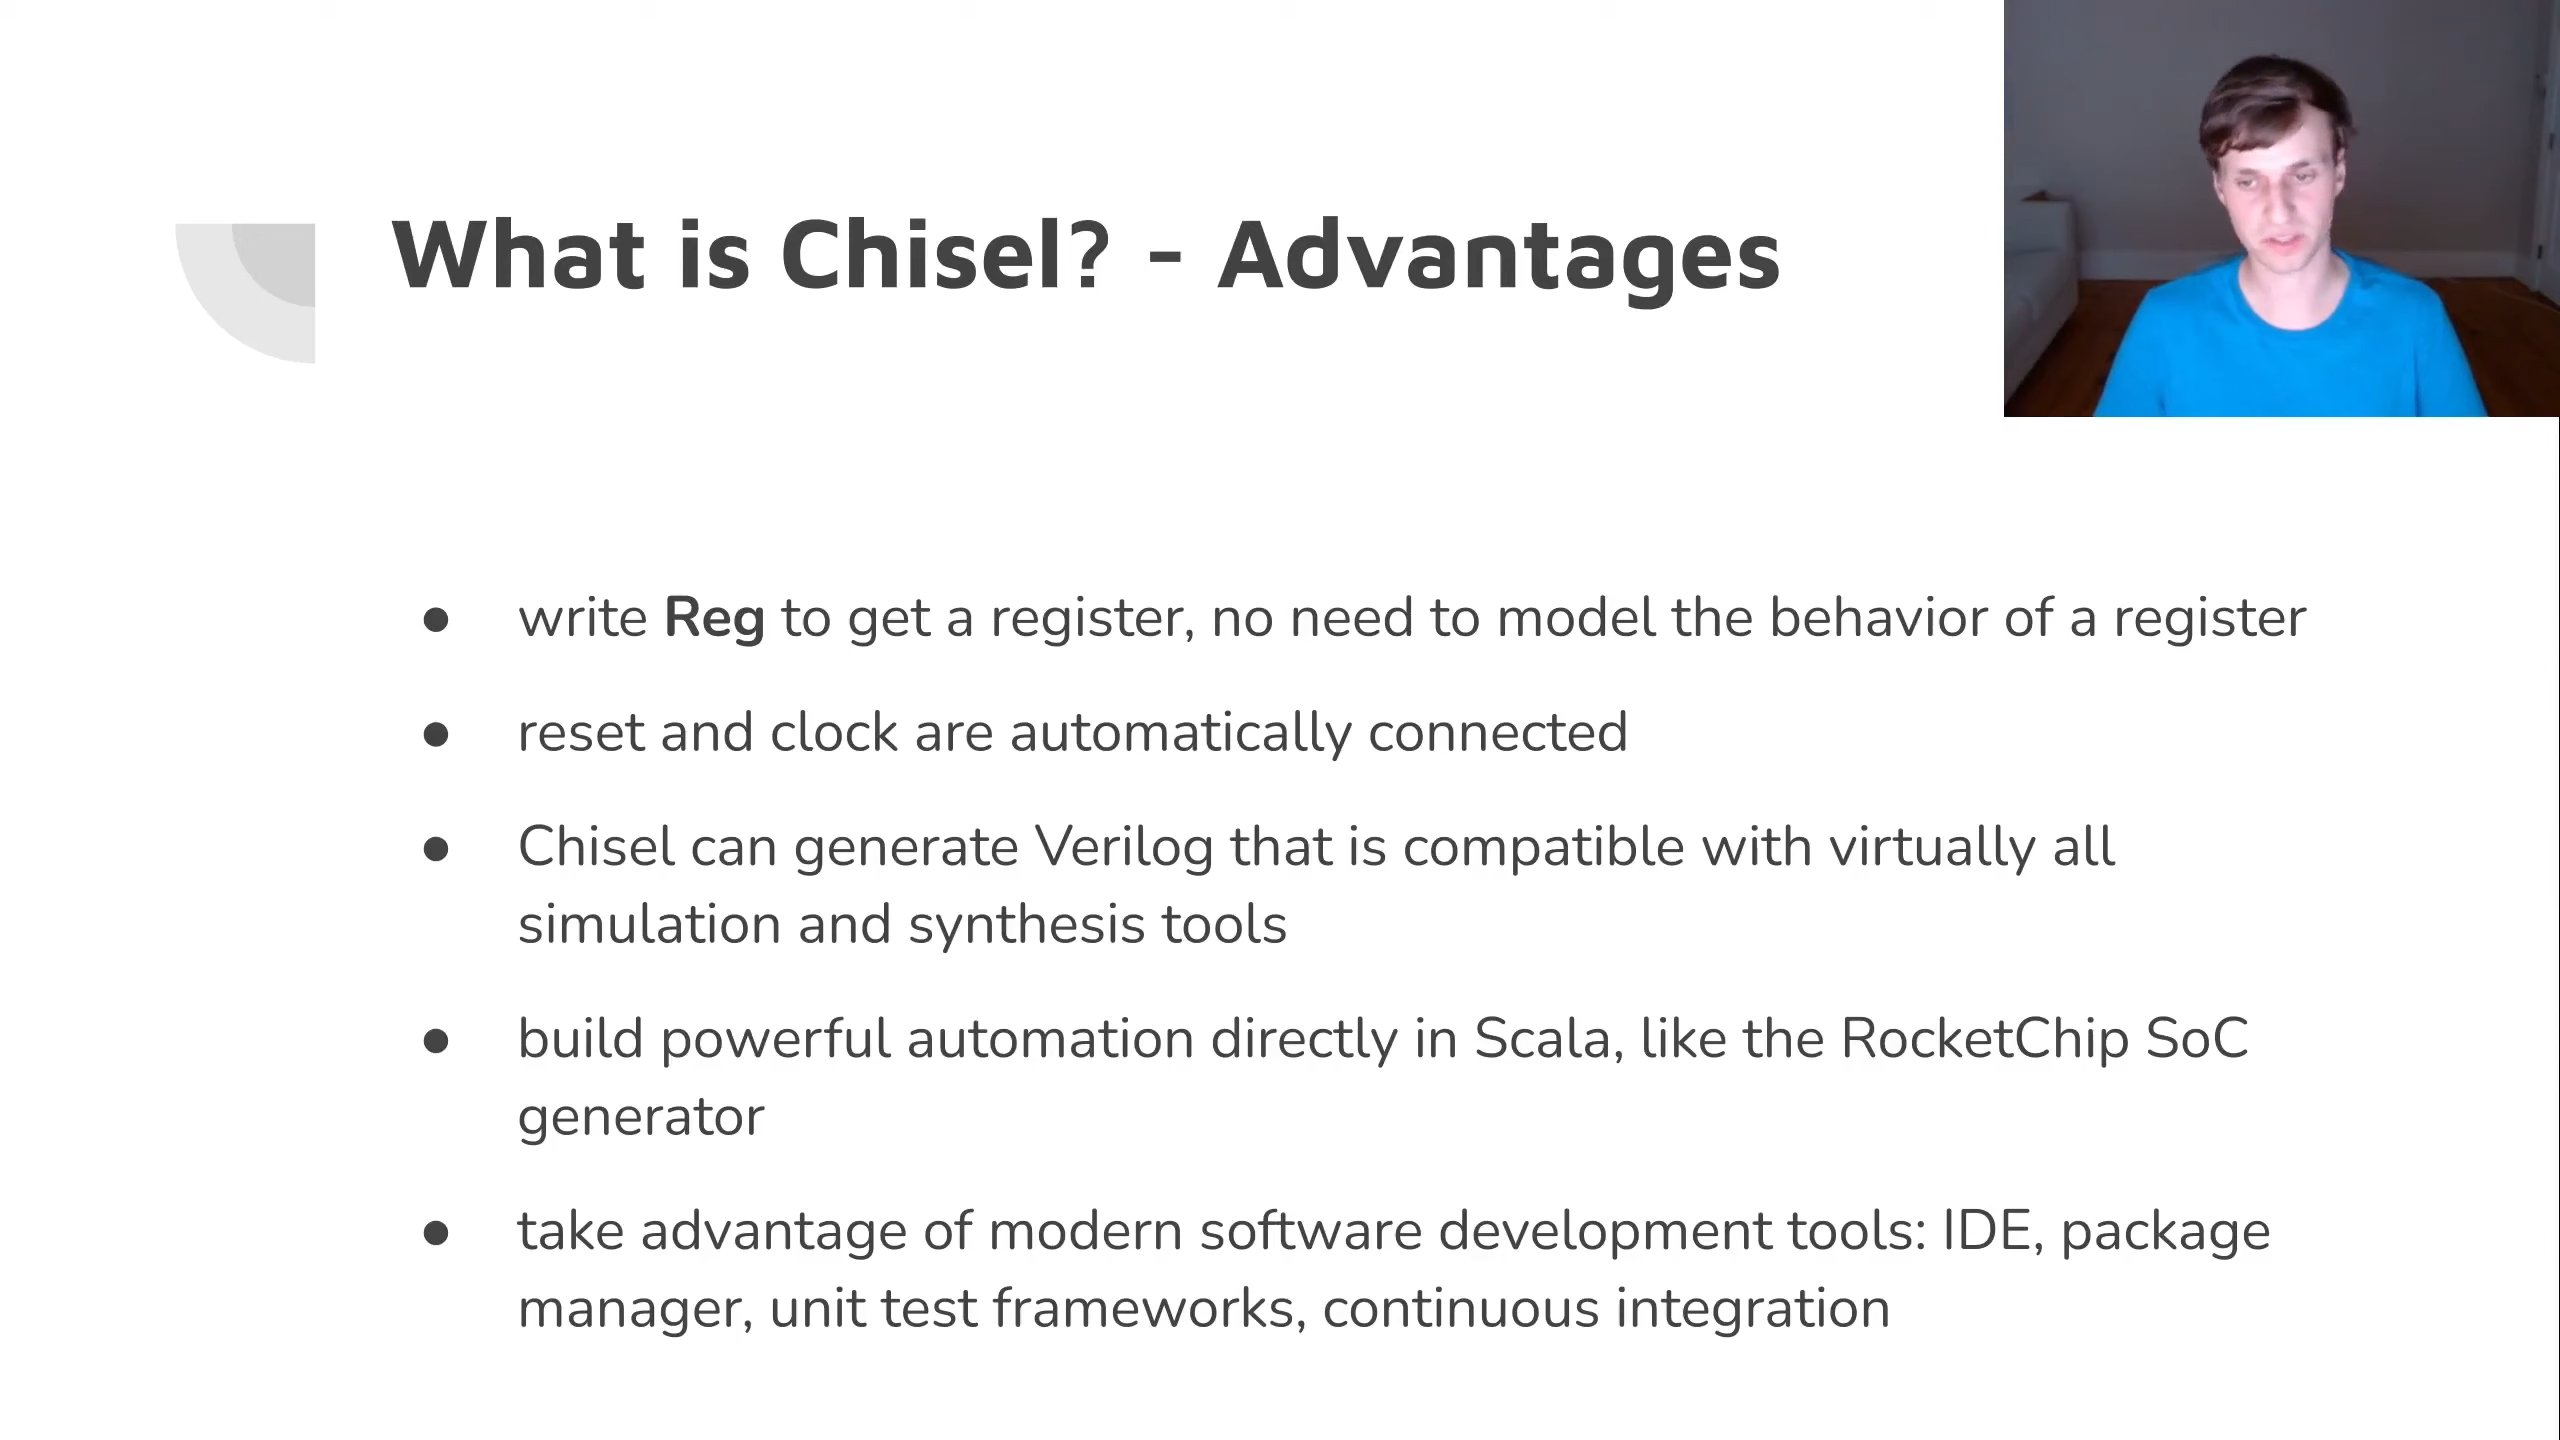 What is Chisel? - Advantages
● write Reg to get a register, no need to model the behavior of a register
● reset and clock are automatically connected
● Chisel can generate Verilog that is compatible with virtually all
simulation and synthesis tools
● build powerful automation directly in Scala, like the RocketChip SoC
generator
● take advantage of modern software development tools: IDE, package
manager, unit test frameworks, continuous integration